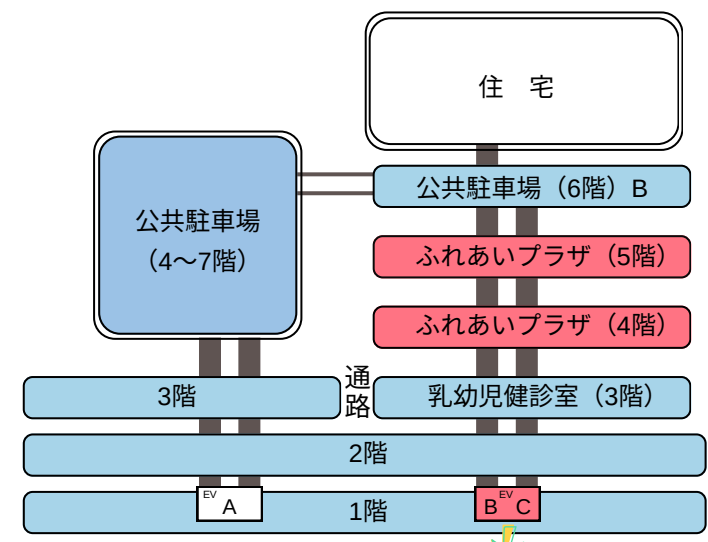 住　宅
公共駐車場（6階）B
公共駐車場
（4〜7階）
ふれあいプラザ（5階）
ふれあいプラザ（4階）
3階
通
路
乳幼児健診室（3階）
2階
EV
A
1階
EV
B C